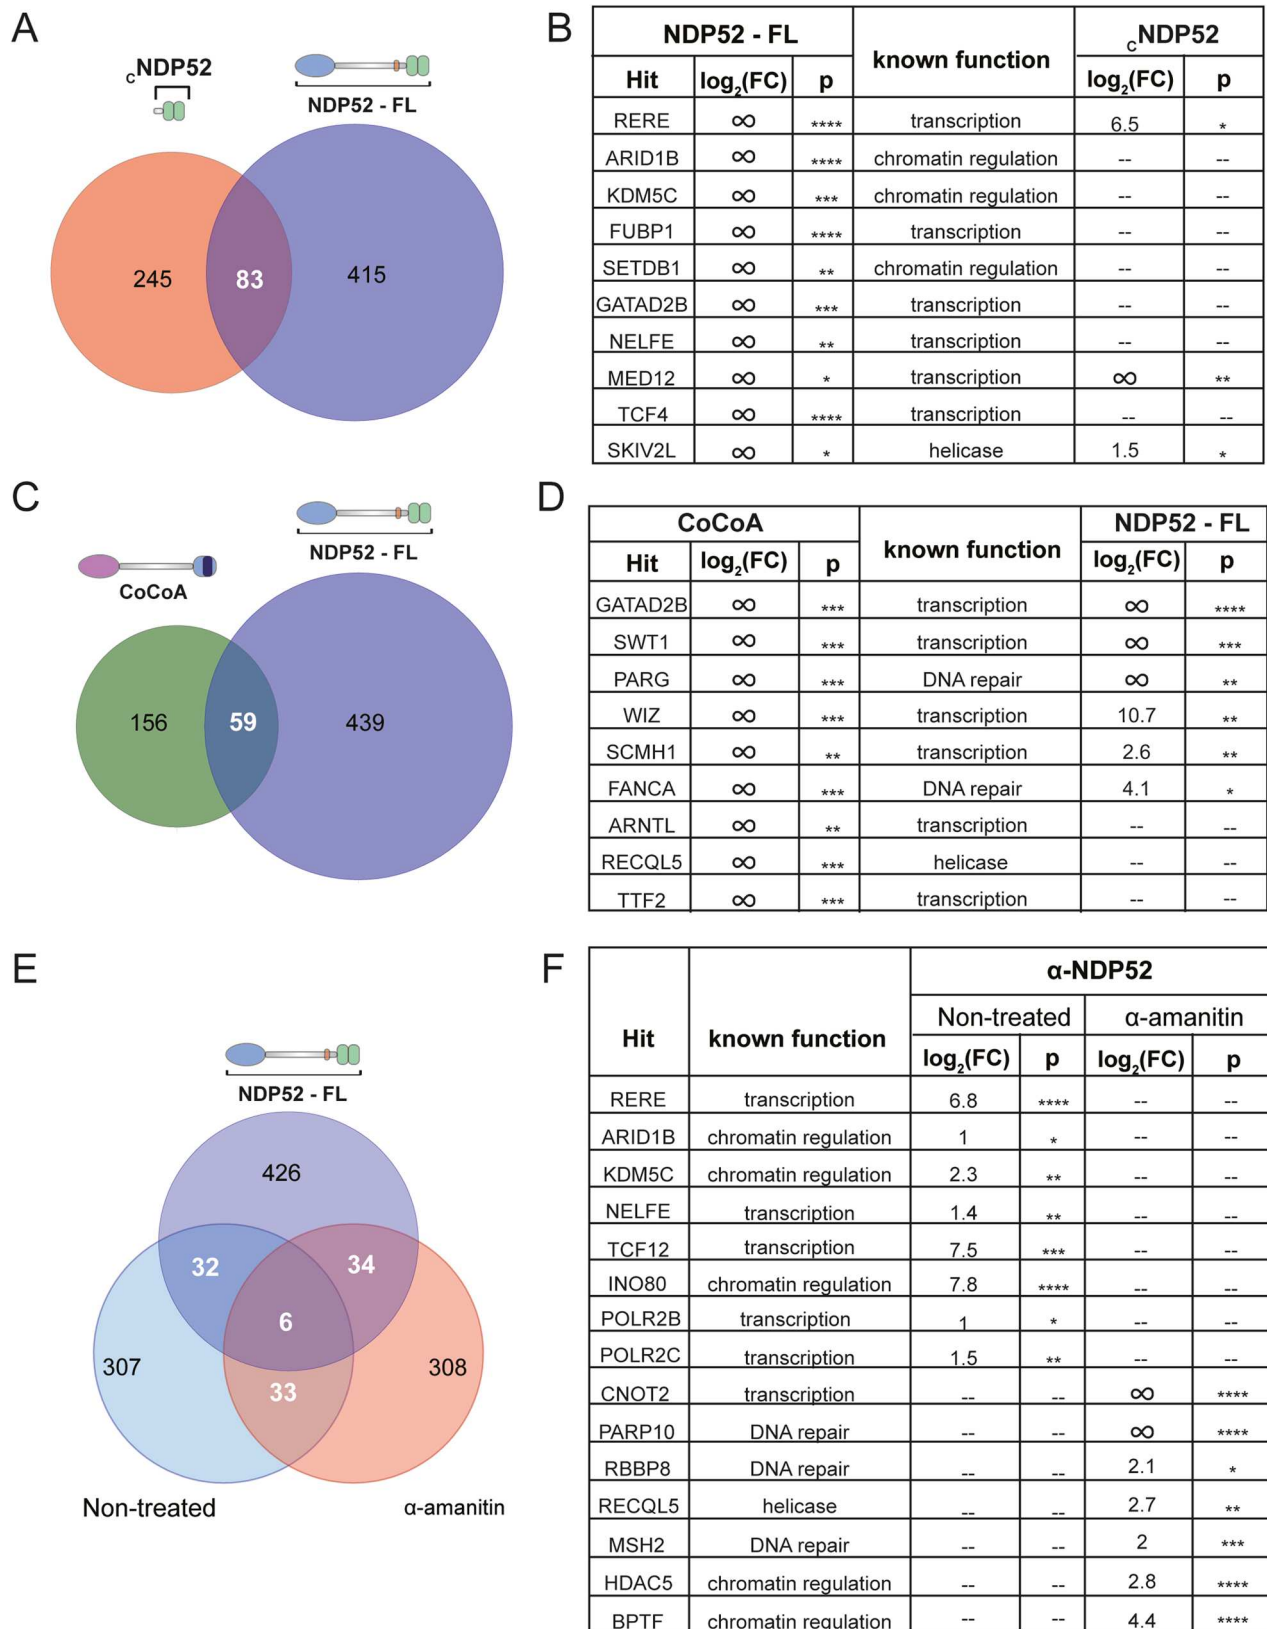 A
cNDP52
NDP52 - FL
245
83
415
B
NDP52 - FL known function cNDP52
Hit log2(FC) p log2(FC) p
RERE ∞ **** transcription 6.5 *
ARID1B ∞ **** chromatin regulation -- --
KDM5C ∞ *** chromatin regulation -- --
FUBP1 ∞ **** transcription -- --
SETDB1 ∞ ** chromatin regulation -- --
GATAD2B ∞ *** transcription -- --
NELFE ∞ ** transcription -- --
MED12 ∞ * transcription ∞ **
TCF4 ∞ **** transcription -- --
SKIV2L ∞ * helicase 1.5 *
C
CoCoA
NDP52 - FL
156
59
439
D
CoCoA known function NDP52 - FL
Hit log2(FC) p log2(FC) p
GATAD2B ∞ *** transcription ∞ ****
SWT1 ∞ *** transcription ∞ ***
PARG ∞ *** DNA repair ∞ **
WIZ ∞ *** transcription 10.7 **
SCMH1 ∞ ** transcription 2.6 **
FANCA ∞ *** DNA repair 4.1 *
ARNTL ∞ ** transcription -- --
RECQL5 ∞ *** helicase -- --
TTF2 ∞ *** transcription -- --
E
NDP52 - FL
426
32
34
6
307
33
308
Non-treated
α-amanitin
F
α-NDP52
Hit known function Non-treated α-amanitin
log2(FC) p log2(FC) p
RERE transcription 6.8 **** -- --
ARID1B chromatin regulation 1 * -- --
KDM5C chromatin regulation 2.3 ** -- --
NELFE transcription 1.4 ** -- --
TCF12 transcription 7.5 *** -- --
INO80 chromatin regulation 7.8 **** -- --
POLR2B transcription 1 * -- --
POLR2C transcription 1.5 ** -- --
CNOT2 transcription -- -- ∞ ****
PARP10 DNA repair -- -- ∞ ****
RBBP8 DNA repair -- -- 2.1 *
RECQL5 helicase -- -- 2.7 **
MSH2 DNA repair -- -- 2 ***
HDAC5 chromatin regulation -- -- 2.8 ****
BPTF chromatin regulation -- -- 4.4 ****